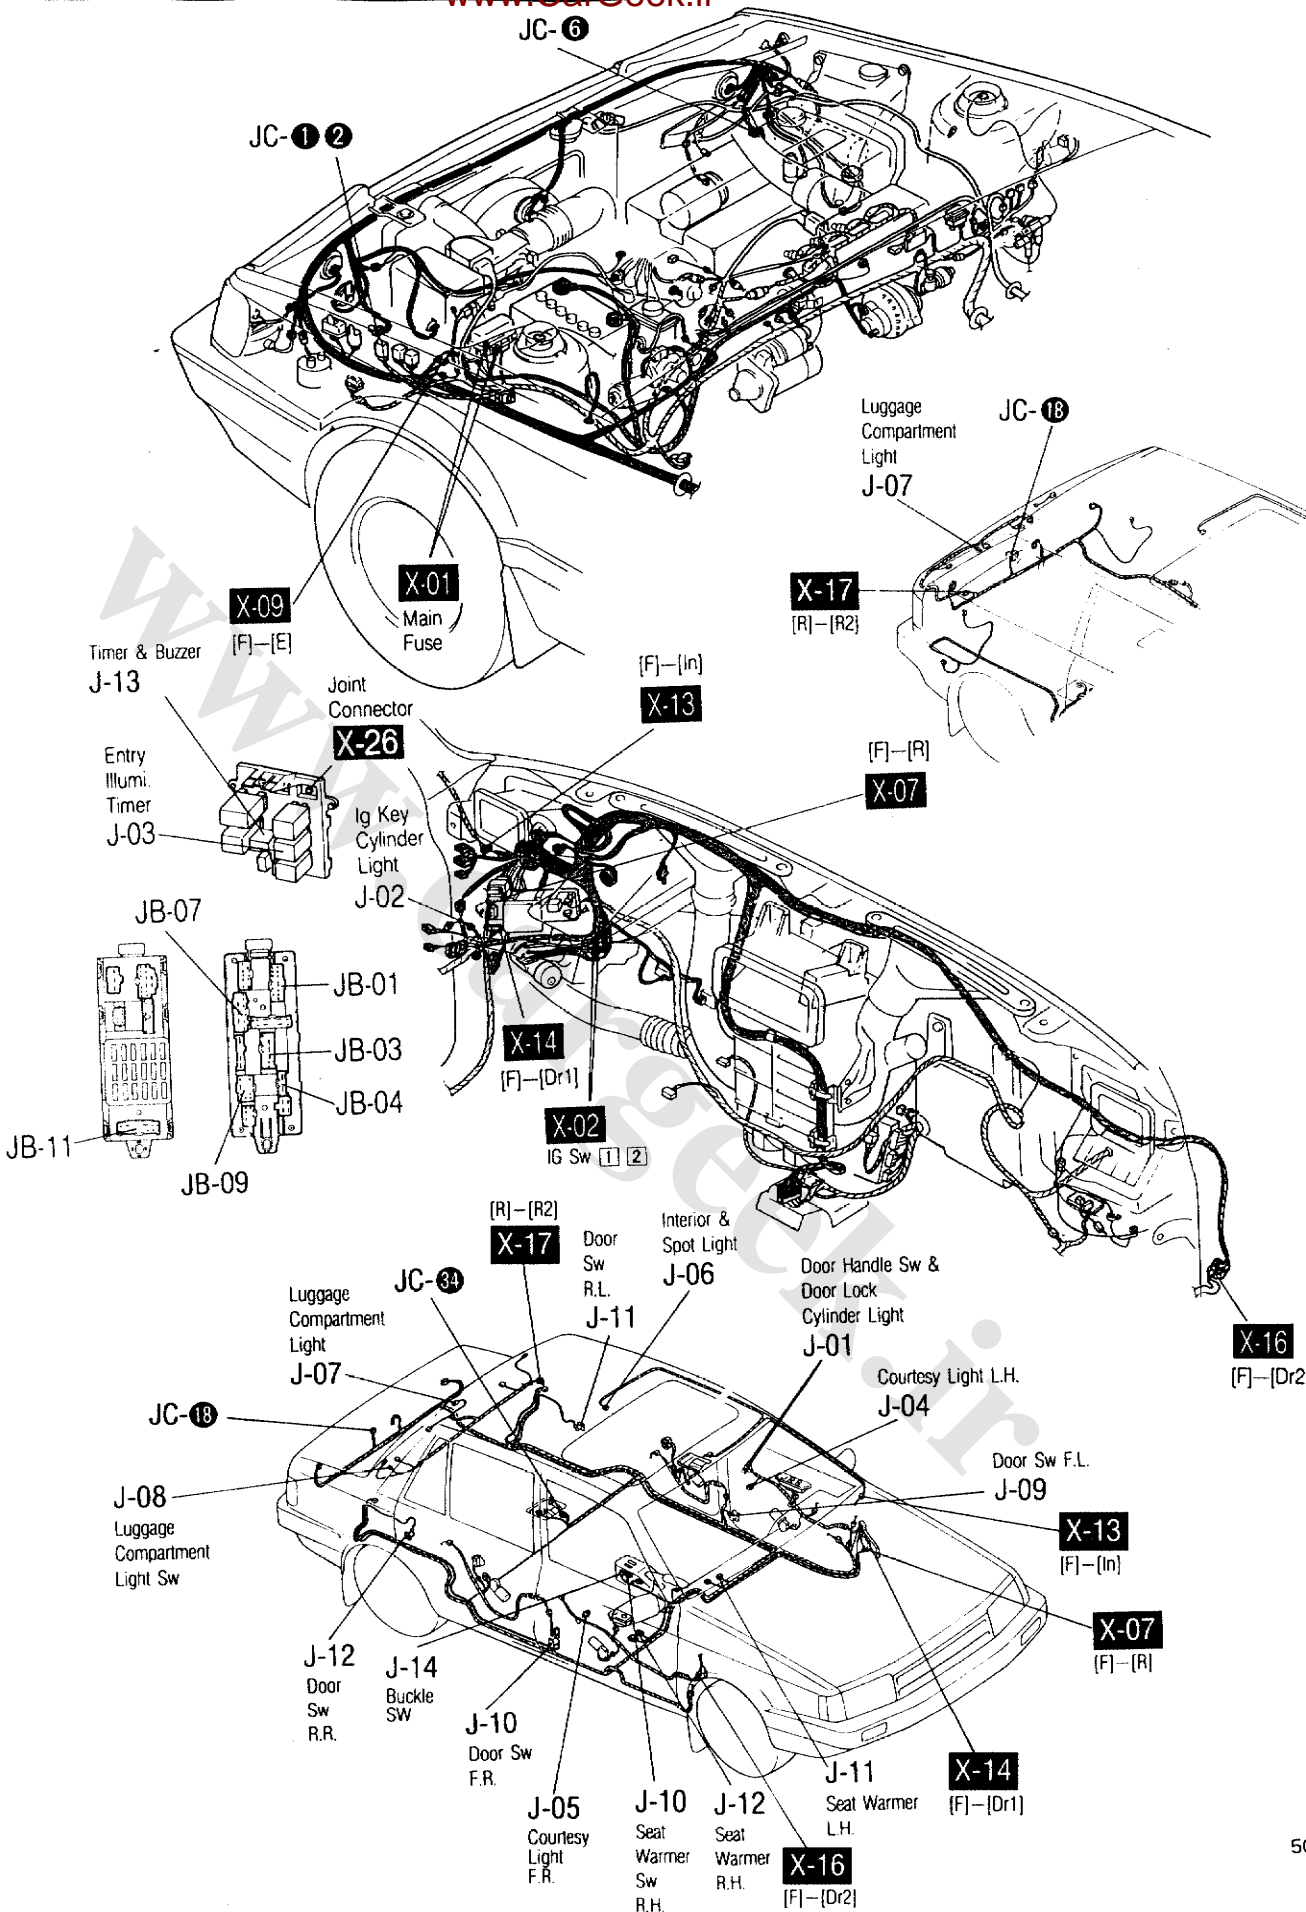 JC-6
JC-1 2
Luggage
Compartment
Light
J-07
JC-18
X-17
[R]–[R2]
X-09
[F]–[E]
X-01
Main
Fuse
Timer & Buzzer
J-13
Joint
Connector
X-26
[F]–[In]
X-13
[F]–[R]
X-07
Entry
Illumi.
Timer
J-03
Ig Key
Cylinder
Light
J-02
JB-07
JB-01
JB-03
JB-04
JB-11
JB-09
X-14
[F]–[Dr1]
X-02
IG Sw 1 2
[R]–[R2]
X-17
Door
Sw
R.L.
J-11
Interior &
Spot Light
J-06
Door Handle Sw &
Door Lock
Cylinder Light
J-01
X-16
[F]–[Dr2
JC-34
Luggage
Compartment
Light
J-07
Courtesy Light L.H.
J-04
JC-18
Door Sw F.L.
J-09
J-08
Luggage
Compartment
Light Sw
X-13
[F]–[In]
X-07
[F]–[R]
J-12
Door
Sw
R.R.
J-14
Buckle
SW
J-10
Door Sw
F.R.
J-05
Courtesy
Light
F.R.
J-10
Seat
Warmer
Sw
R.H.
J-12
Seat
Warmer
R.H.
X-16
[F]–[Dr2]
J-11
Seat Warmer
L.H.
X-14
[F]–[Dr1]
www.cargeek.ir